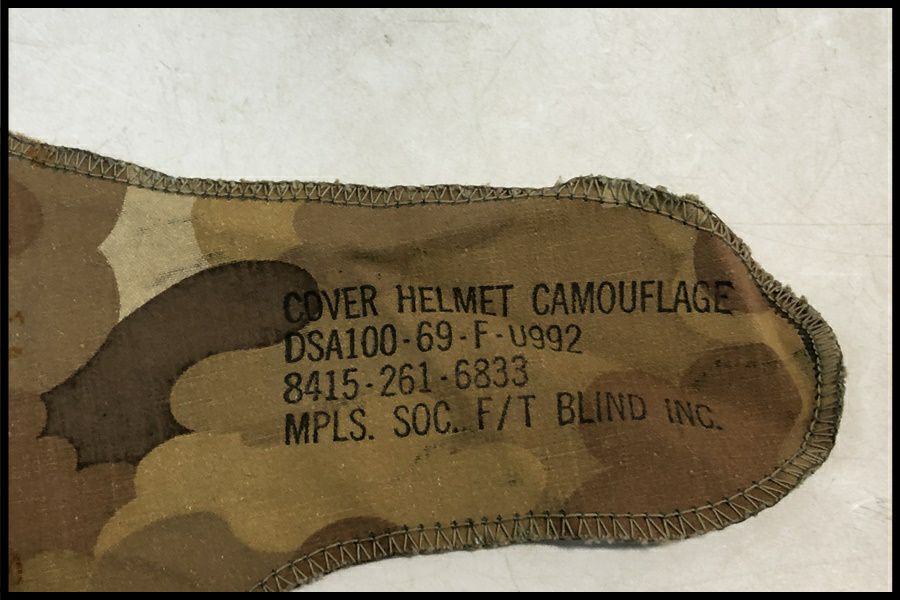 COVER HELMET CAMOUFLAGE
DSA100-69-F-U992
8415-261-6833
MPLS. SOC. F/T BLIND INC.